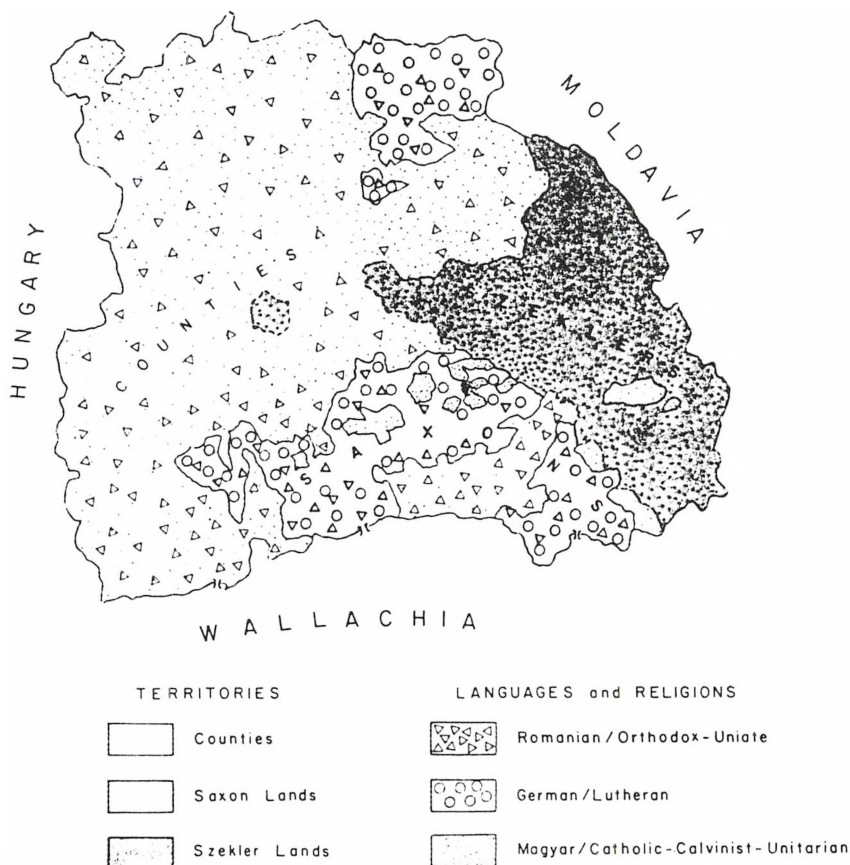 MOLDAVIA
HUNGARY
COUNTIES
SZEKLERS
SAXONS
WALLACHIA
TERRITORIES
Counties
Saxon Lands
Szekler Lands
LANGUAGES and RELIGIONS
Romanian/Orthodox-Uniate
German/Lutheran
Magyar/Catholic-Calvinist-Unitarian